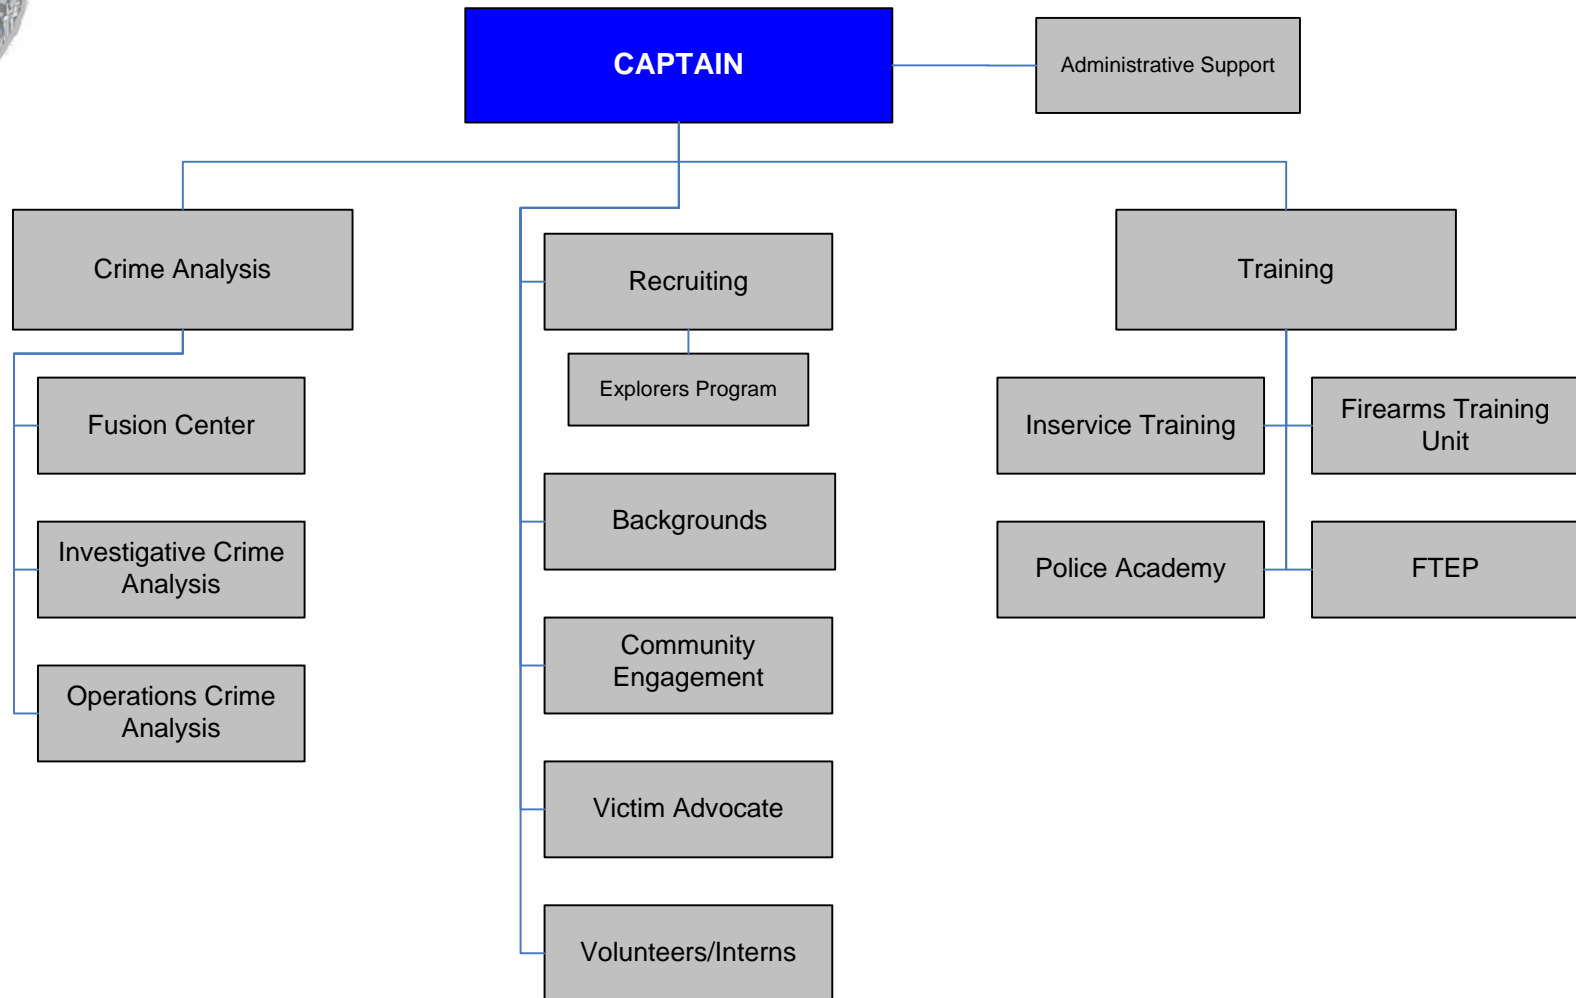 CAPTAIN
Administrative Support
Crime Analysis
Fusion Center
Investigative Crime
Analysis
Operations Crime
Analysis
Recruiting
Explorers Program
Backgrounds
Community
Engagement
Victim Advocate
Volunteers/Interns
Training
Inservice Training
Firearms Training
Unit
Police Academy
FTEP